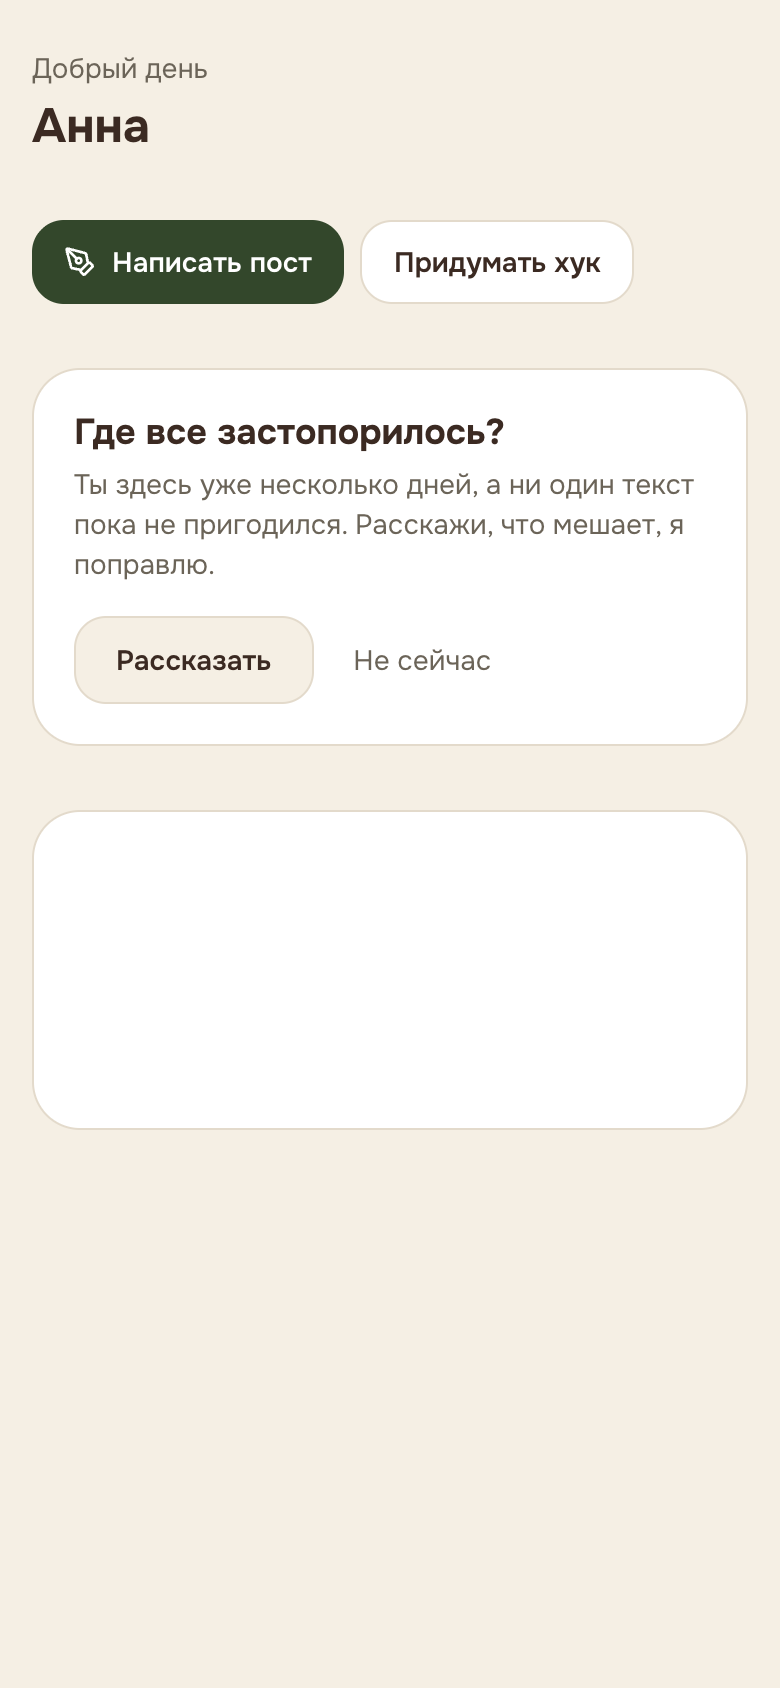 Добрый день
Анна
Написать пост
Придумать хук
Где все застопорилось?
Ты здесь уже несколько дней, а ни один текст
пока не пригодился. Расскажи, что мешает, я
поправлю.
Рассказать
Не сейчас